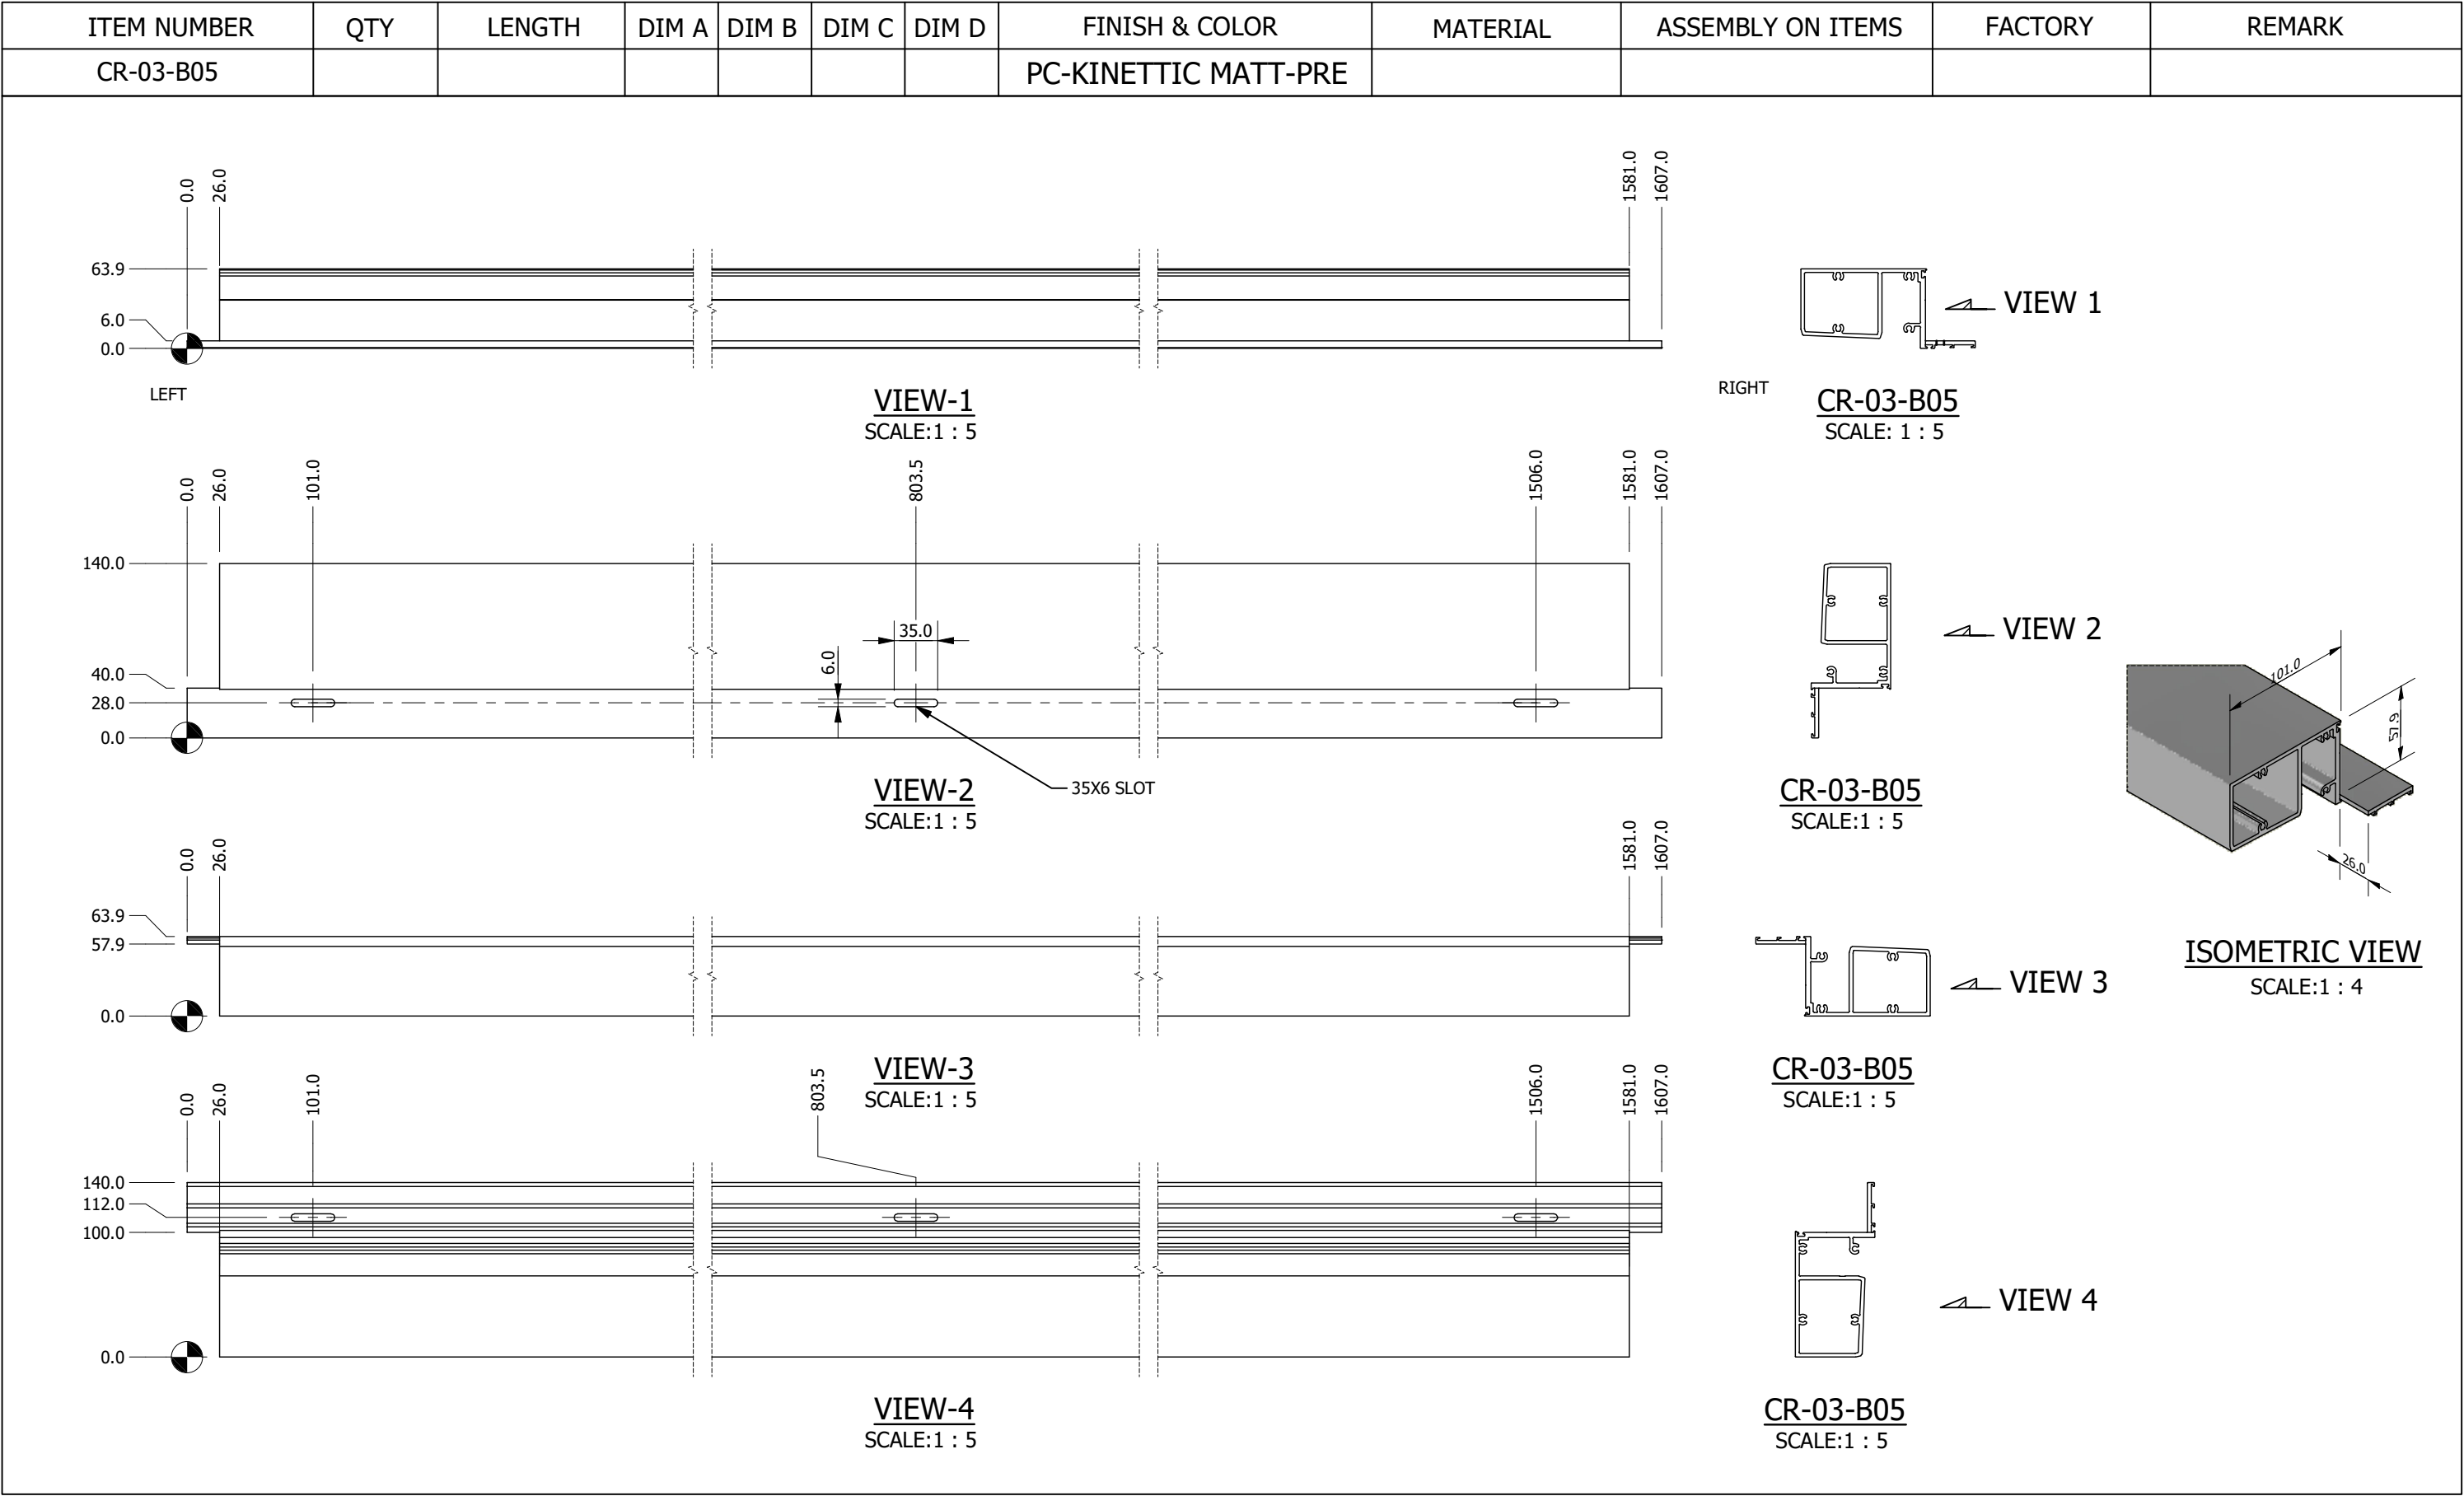 ITEM NUMBER QTY LENGTH DIM A DIM B DIM C DIM D FINISH & COLOR MATERIAL ASSEMBLY ON ITEMS FACTORY REMARK
CR-03-B05 PC-KINETTIC MATT-PRE
0.0 26.0 1581.0 1607.0
63.9
6.0
0.0
LEFT
RIGHT
VIEW-1
SCALE:1 : 5
VIEW 1
CR-03-B05
SCALE: 1 : 5
0.0 26.0 101.0 803.5 1506.0 1581.0 1607.0
140.0
40.0
28.0
0.0
35.0
6.0
35X6 SLOT
VIEW-2
SCALE:1 : 5
VIEW 2
CR-03-B05
SCALE:1 : 5
101.0
57.9
26.0
ISOMETRIC VIEW
SCALE:1 : 4
0.0 26.0 1581.0 1607.0
63.9
57.9
0.0
VIEW-3
SCALE:1 : 5
VIEW 3
CR-03-B05
SCALE:1 : 5
0.0 26.0 101.0 803.5 1506.0 1581.0 1607.0
140.0
112.0
100.0
0.0
VIEW-4
SCALE:1 : 5
VIEW 4
CR-03-B05
SCALE:1 : 5